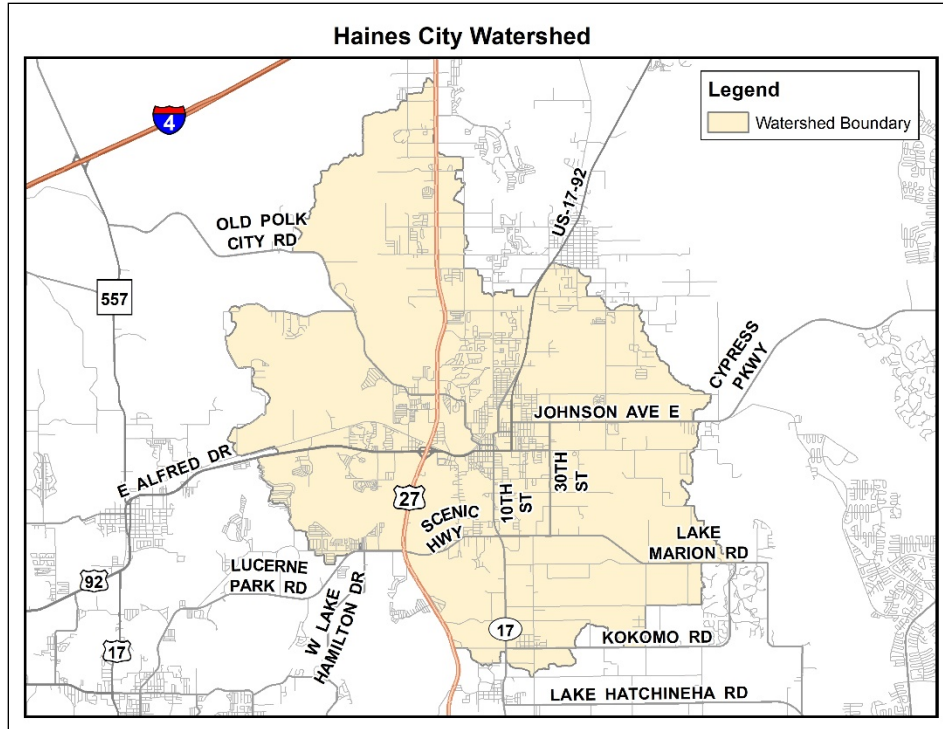 Haines City Watershed
Legend
Watershed Boundary
4
OLD POLK
CITY RD
US-17-92
557
CYPRESS
PKWY
JOHNSON AVE E
E ALFRED DR
27
SCENIC
HWY
10TH
ST
30TH
ST
LAKE
MARION RD
LUCERNE
PARK RD
92
W LAKE
HAMILTON DR
17
17
KOKOMO RD
LAKE HATCHINEHA RD